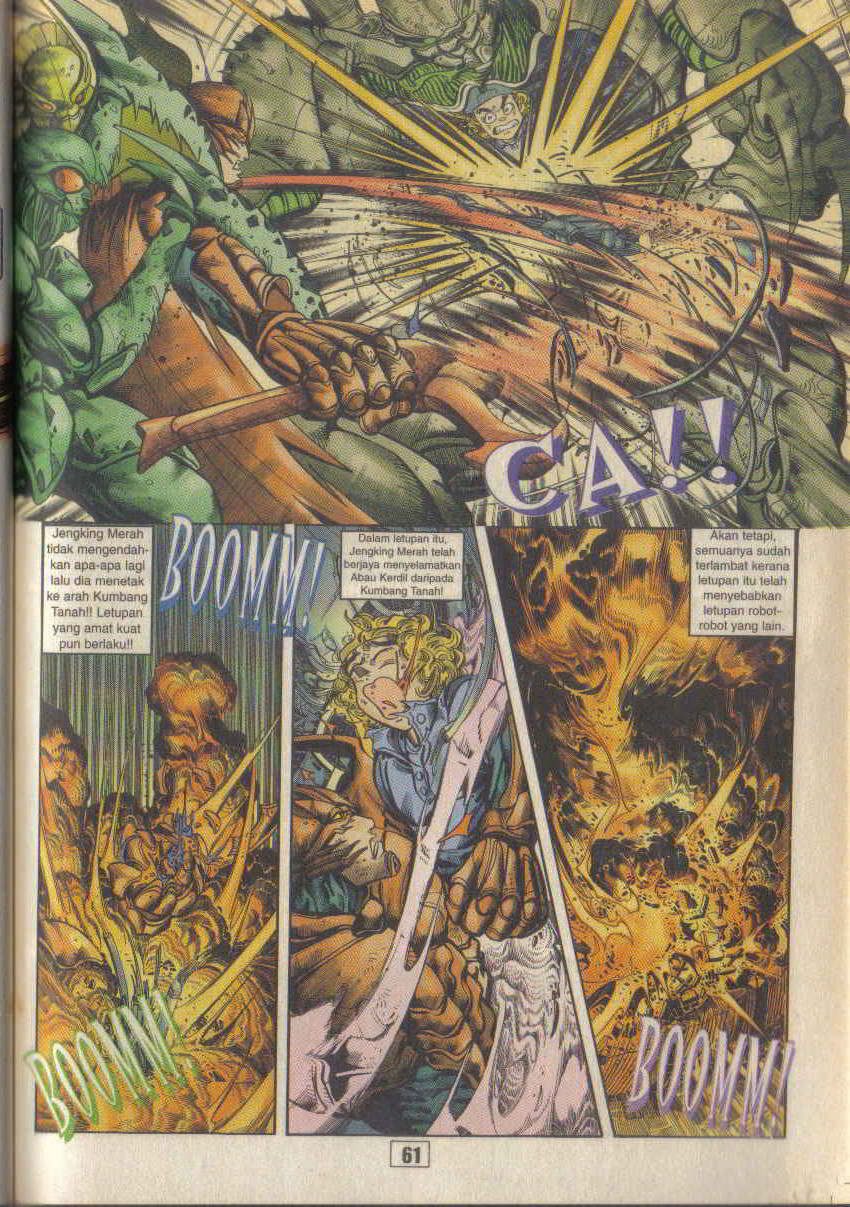 CA!!
Jengking Merah
tidak mengendah-
kan apa-apa lagi
lalu dia menetak
ke arah Kumbang
Tanah!! Letupan
yang amat kuat
pun berlaku!!
BOOMM!
BOOMM!
Dalam letupan itu,
Jengking Merah telah
berjaya menyelamatkan
Abau Kerdil daripada
Kumbang Tanah!
Akan tetapi,
semuanya sudah
terlambat kerana
letupan itu telah
menyebabkan
letupan robot-
robot yang lain.
BOOMM!
61